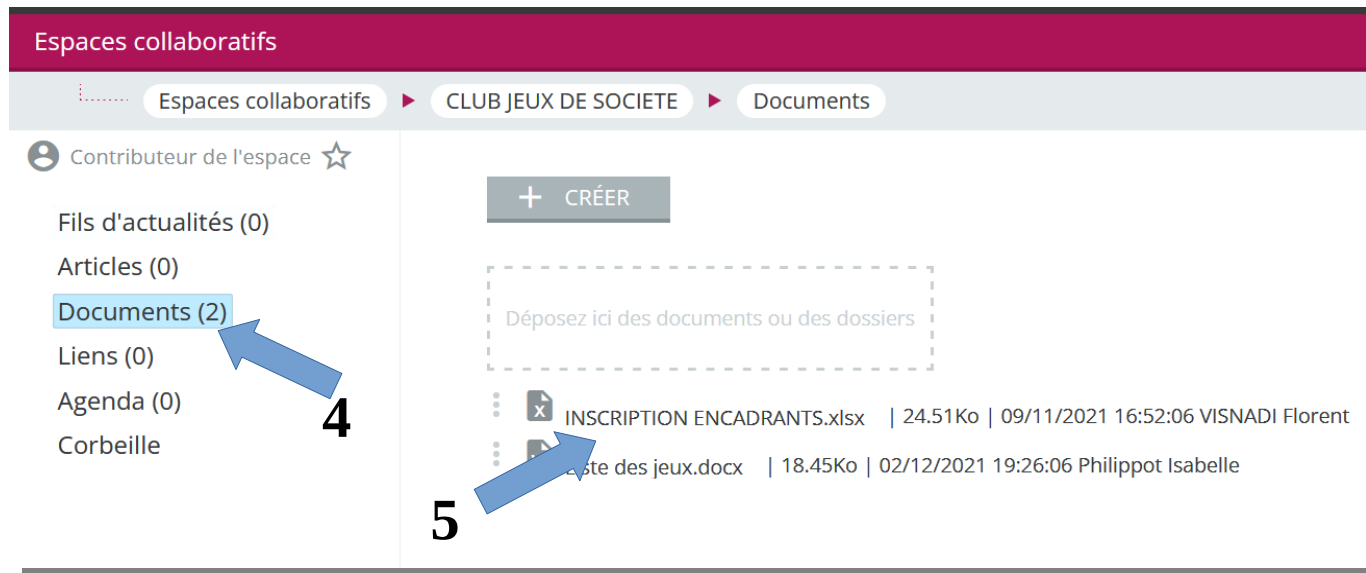 Espaces collaboratifs
Espaces collaboratifs CLUB JEUX DE SOCIETE Documents
Contributeur de l'espace
+ CRÉER
Fils d'actualités (0)
Articles (0)
Documents (2)
Liens (0)
Agenda (0)
Corbeille
4
Déposez ici des documents ou des dossiers
INSCRIPTION ENCADRANTS.xlsx | 24.51Ko | 09/11/2021 16:52:06 VISNADI Florent
des jeux.docx | 18.45Ko | 02/12/2021 19:26:06 Philippot Isabelle
5